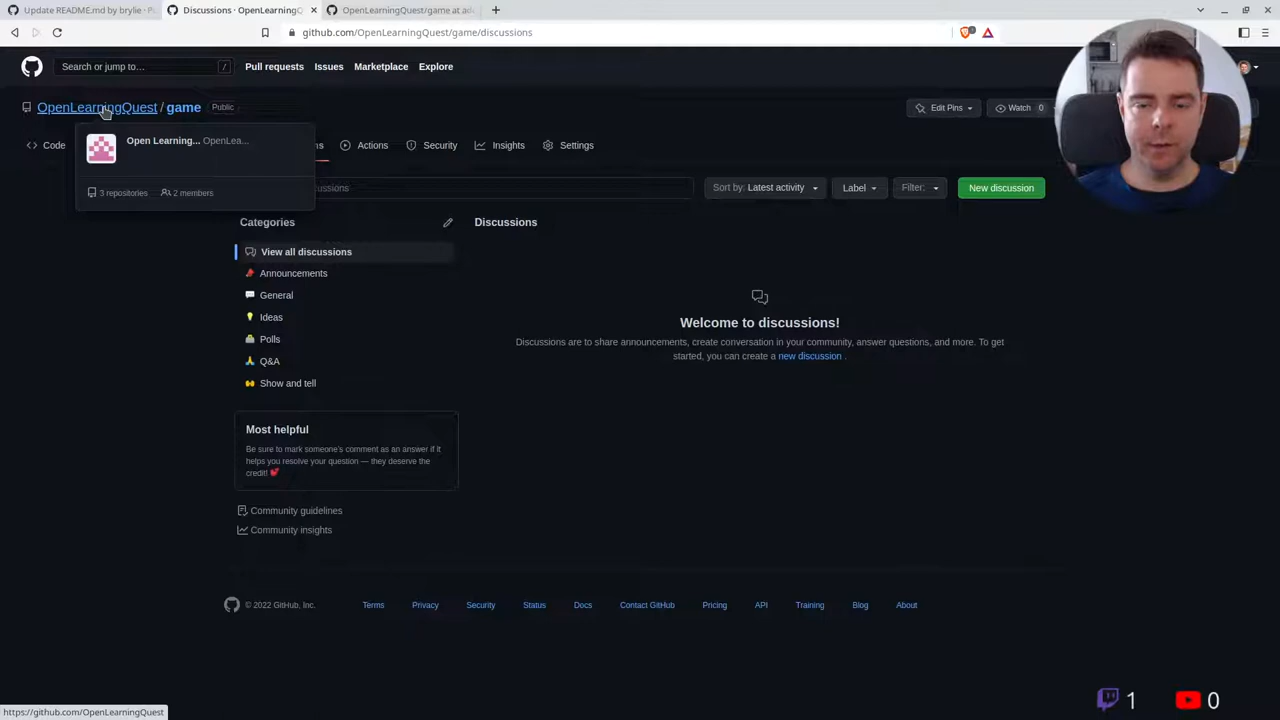 Update README.md by brylie · P
Discussions · OpenLearningQ
OpenLearningQuest/game at ad
github.com/OpenLearningQuest/game/discussions
Search or jump to…
/
Pull requests
Issues
Marketplace
Explore
OpenLearningQuest / game
Public
Edit Pins
Watch 0
Open Learning... OpenLea...
3 repositories
2 members
Code
ns
Actions
Security
Insights
Settings
ussions
Sort by: Latest activity
Label
Filter:
New discussion
Categories
View all discussions
Announcements
General
Ideas
Polls
Q&A
Show and tell
Most helpful
Be sure to mark someone's comment as an answer if it
helps you resolve your question — they deserve the
credit! 💖
Community guidelines
Community insights
Discussions
Welcome to discussions!
Discussions are to share announcements, create conversation in your community, answer questions, and more. To get
started, you can create a new discussion .
© 2022 GitHub, Inc.
Terms
Privacy
Security
Status
Docs
Contact GitHub
Pricing
API
Training
Blog
About
https://github.com/OpenLearningQuest
1
0